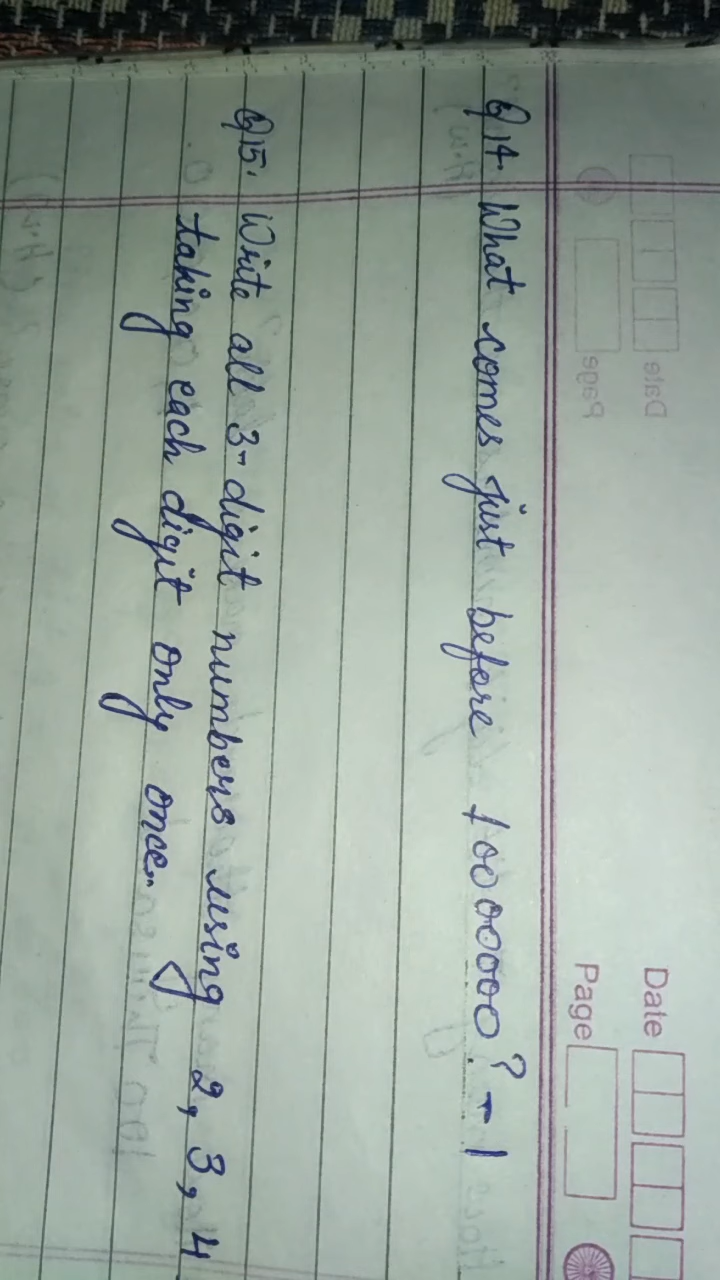 Date
Page
Q14. What comes just before 10000000? - 1
Q15. Write all 3-digit numbers using 2, 3, 4
taking each digit only once.